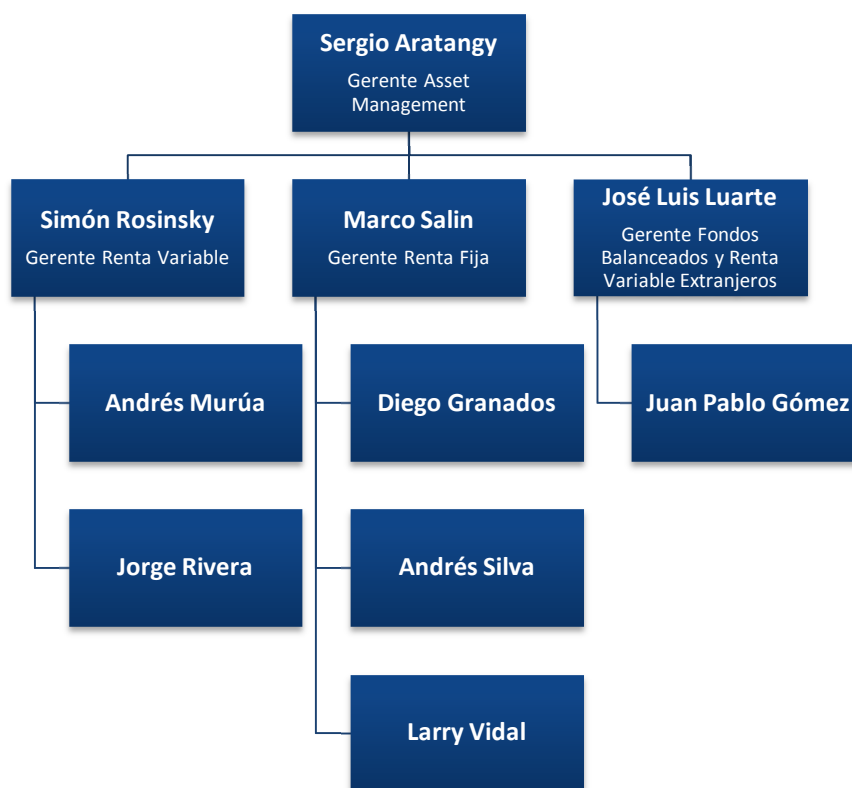 Sergio Aratangy
Gerente Asset
Management
Simón Rosinsky
Gerente Renta Variable
Marco Salin
Gerente Renta Fija
José Luis Luarte
Gerente Fondos
Balanceados y Renta
Variable Extranjeros
Andrés Murúa
Diego Granados
Juan Pablo Gómez
Jorge Rivera
Andrés Silva
Larry Vidal